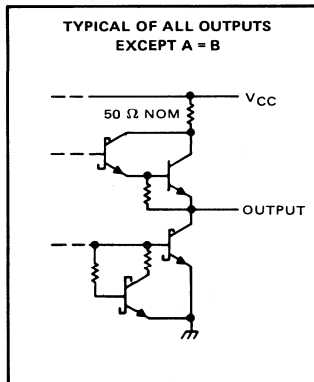 TYPICAL OF ALL OUTPUTS
EXCEPT A = B
VCC
50 Ω NOM
OUTPUT